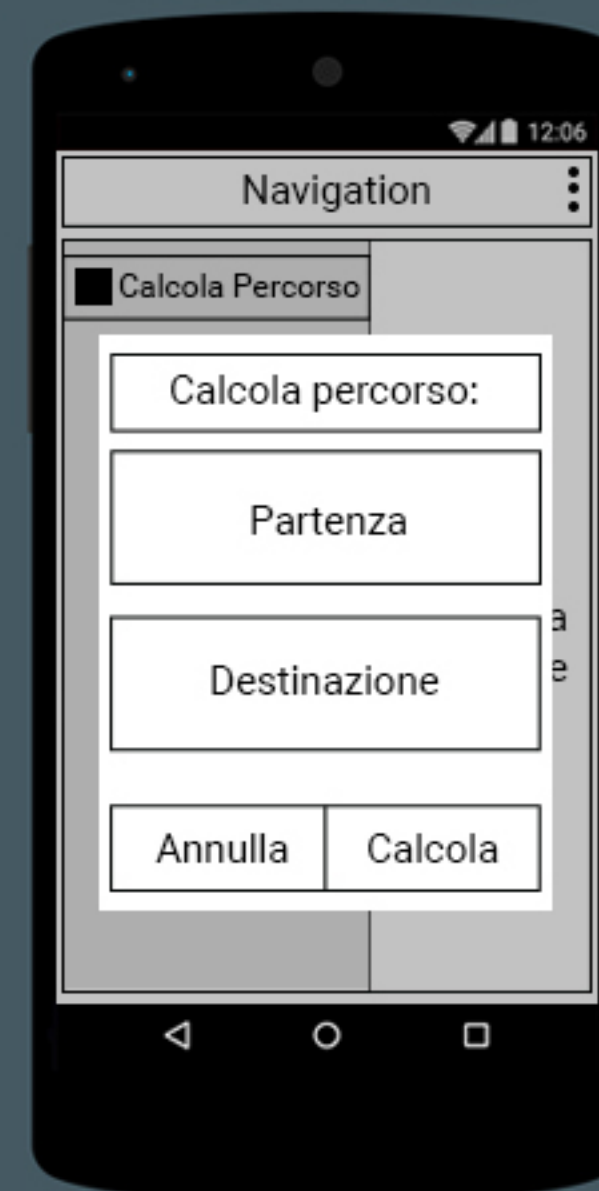 12:06
Navigation
Calcola Percorso
Calcola percorso:
Partenza
a
Destinazione
e
Annulla
Calcola